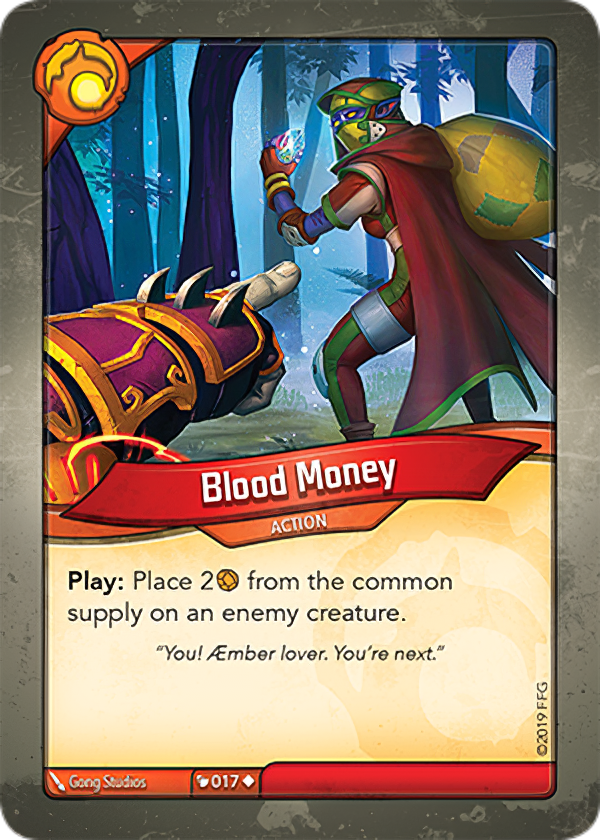 Blood Money
ACTION
Play: Place 2 from the common
supply on an enemy creature.
“You! Æmber lover. You’re next.”
©2019 FFG
Gong Studios
017